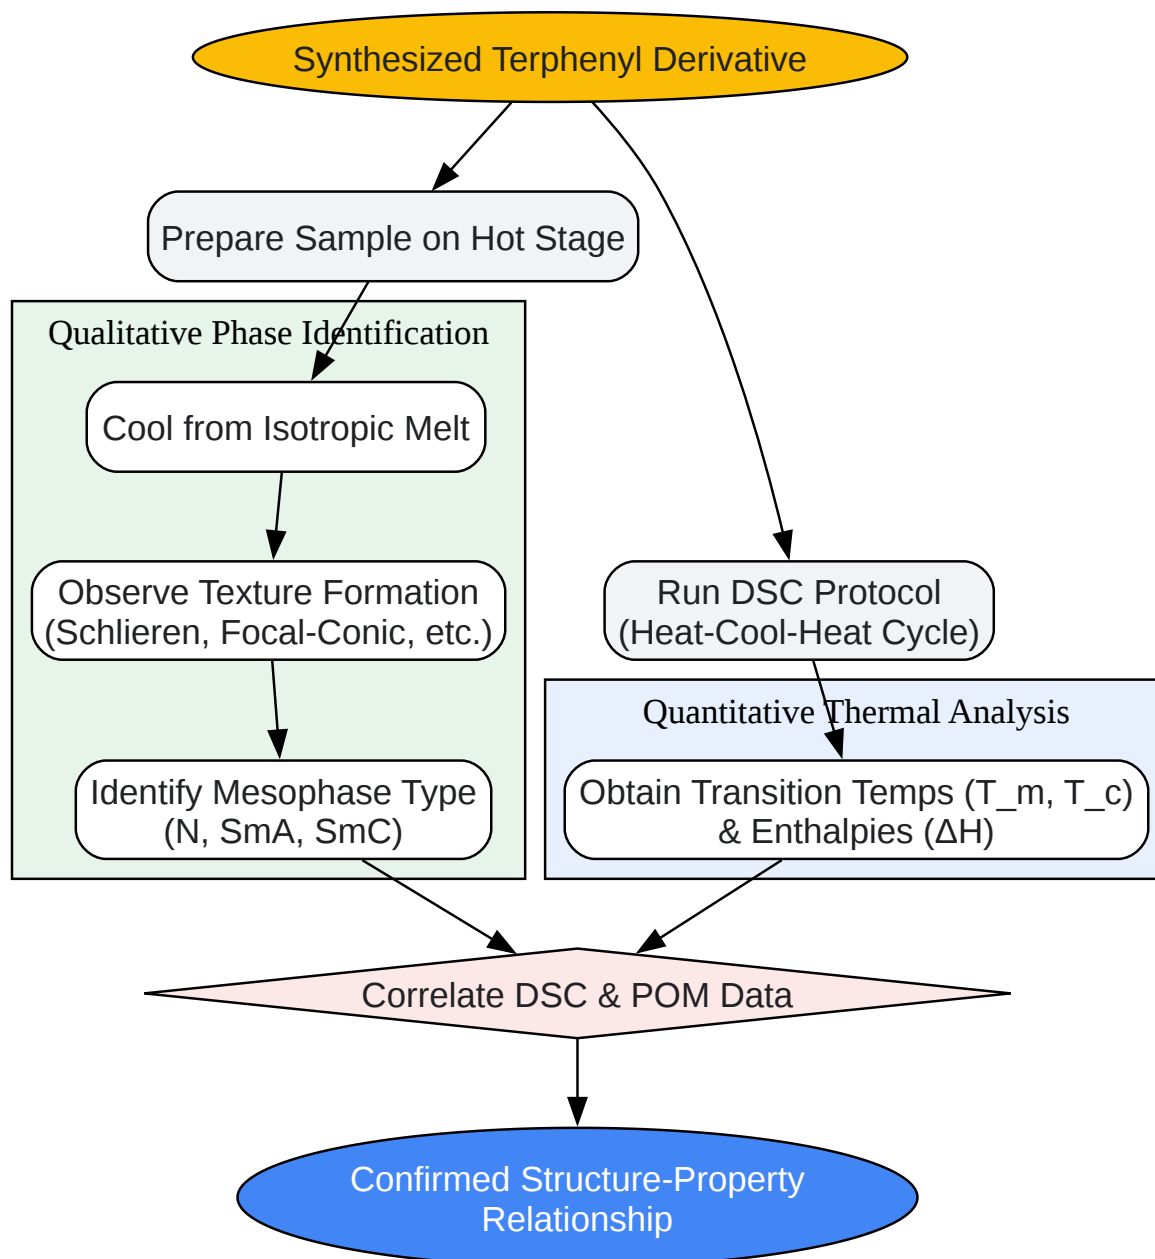 Synthesized Terphenyl Derivative
Prepare Sample on Hot Stage
Qualitative Phase Identification
Cool from Isotropic Melt
Observe Texture Formation
(Schlieren, Focal-Conic, etc.)
Identify Mesophase Type
(N, SmA, SmC)
Run DSC Protocol
(Heat-Cool-Heat Cycle)
Quantitative Thermal Analysis
Obtain Transition Temps (T_m, T_c)
& Enthalpies (ΔH)
Correlate DSC & POM Data
Confirmed Structure-Property
Relationship